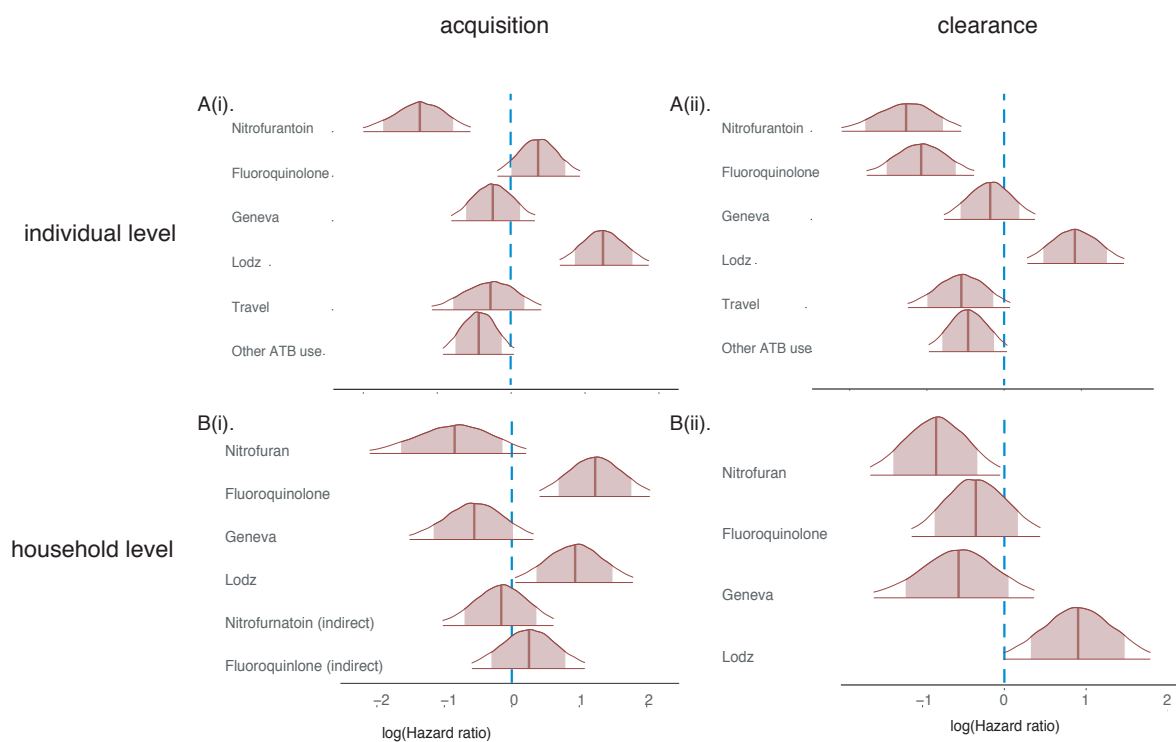 acquisition
clearance
individual level
A(i).
Nitrofurantoin .
Fluoroquinolone .
Geneva .
Lodz .
Travel .
Other ATB use .
A(ii).
Nitrofurantoin .
Fluoroquinolone
Geneva .
Lodz .
Travel .
Other ATB use
household level
B(i).
Nitrofuran
Fluoroquinolone
Geneva
Lodz
Nitrofurnatoin (indirect)
Fluoroquinlone (indirect)
−2 −1 0 1 2
log(Hazard ratio)
B(ii).
Nitrofuran
Fluoroquinolone
Geneva
Lodz
−1 0 1 2
log(Hazard ratio)